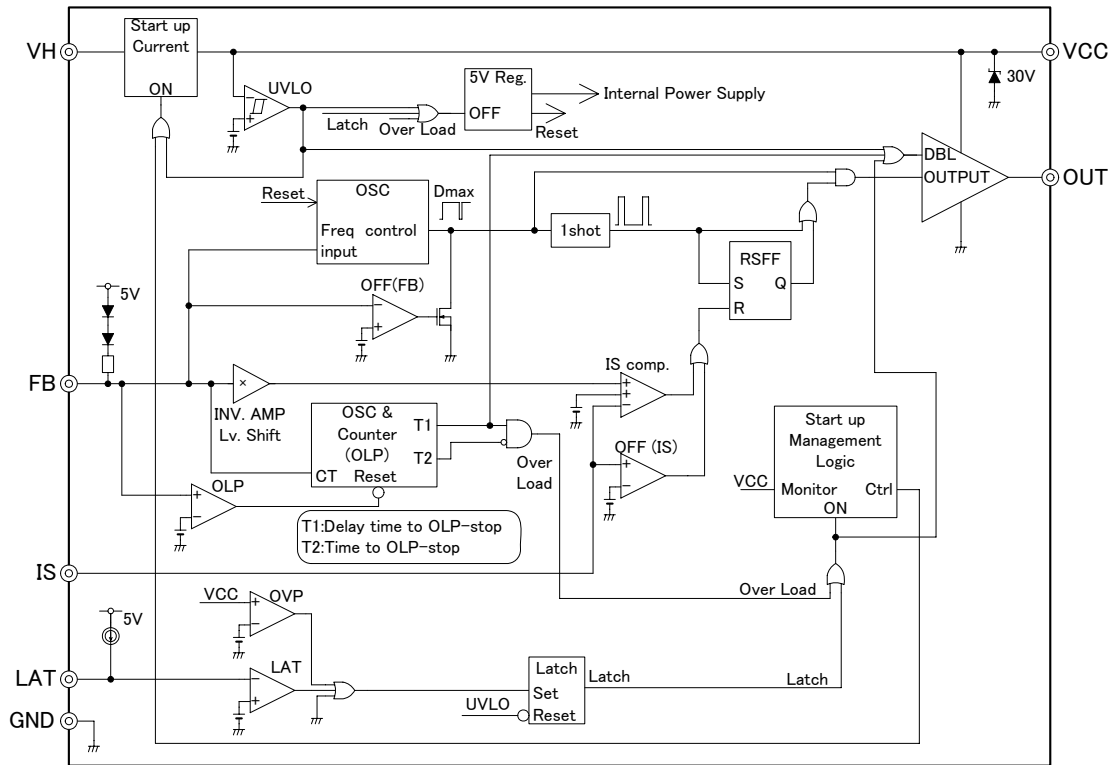 Start up
Current
ON
VH
VCC
UVLO
5V Reg.
OFF
Internal Power Supply
Reset
30V
Latch
Over Load
DBL
OUTPUT
OUT
Reset
OSC
Dmax
Freq control
input
1shot
RSFF
S Q
R
5V
OFF(FB)
FB
×
INV. AMP
Lv. Shift
IS comp.
OSC &
Counter
(OLP)
T1
T2
CT Reset
Over
Load
OFF (IS)
Start up
Management
Logic
VCC
Monitor Ctrl
ON
OLP
T1:Delay time to OLP-stop
T2:Time to OLP-stop
IS
VCC
OVP
Over Load
5V
LAT
LAT
Latch
Set
Reset
Latch
Latch
UVLO
GND